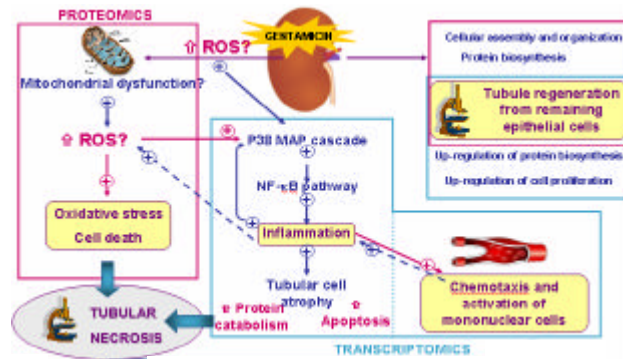 PROTEOMICS
⇧ ROS?
GENTAMICIN
Mitochondrial dysfunction?
⇧ ROS?
Oxidative stress
Cell death
TUBULAR
NECROSIS
P38 MAP cascade
NF-κB pathway
Inflammation
Tubular cell
atrophy
⇧ Protein
catabolism
⇧
Apoptosis
Cellular assembly and organization
Protein biosynthesis
Tubule regeneration
from remaining
epithelial cells
Up-regulation of protein biosynthesis
Up-regulation of cell proliferation
Chemotaxis and
activation of
mononuclear cells
TRANSCRIPTOMICS